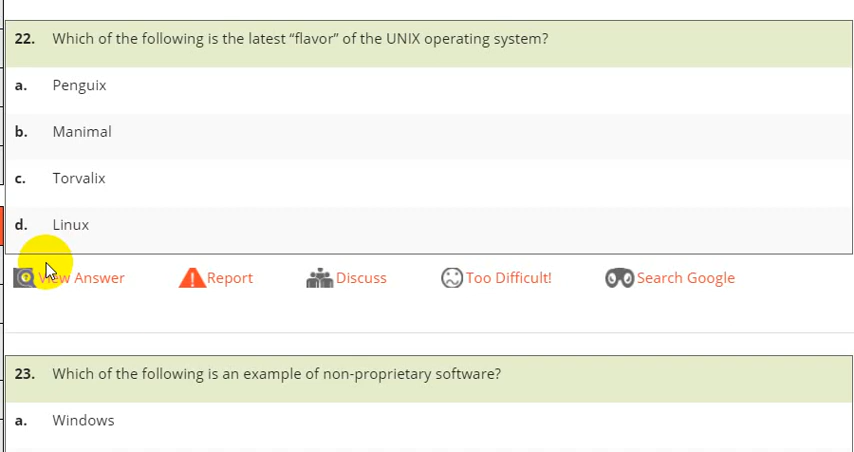 22. Which of the following is the latest “flavor” of the UNIX operating system?
a. Penguix
b. Manimal
c. Torvalix
d. Linux
View Answer Report Discuss Too Difficult! Search Google
23. Which of the following is an example of non-proprietary software?
a. Windows